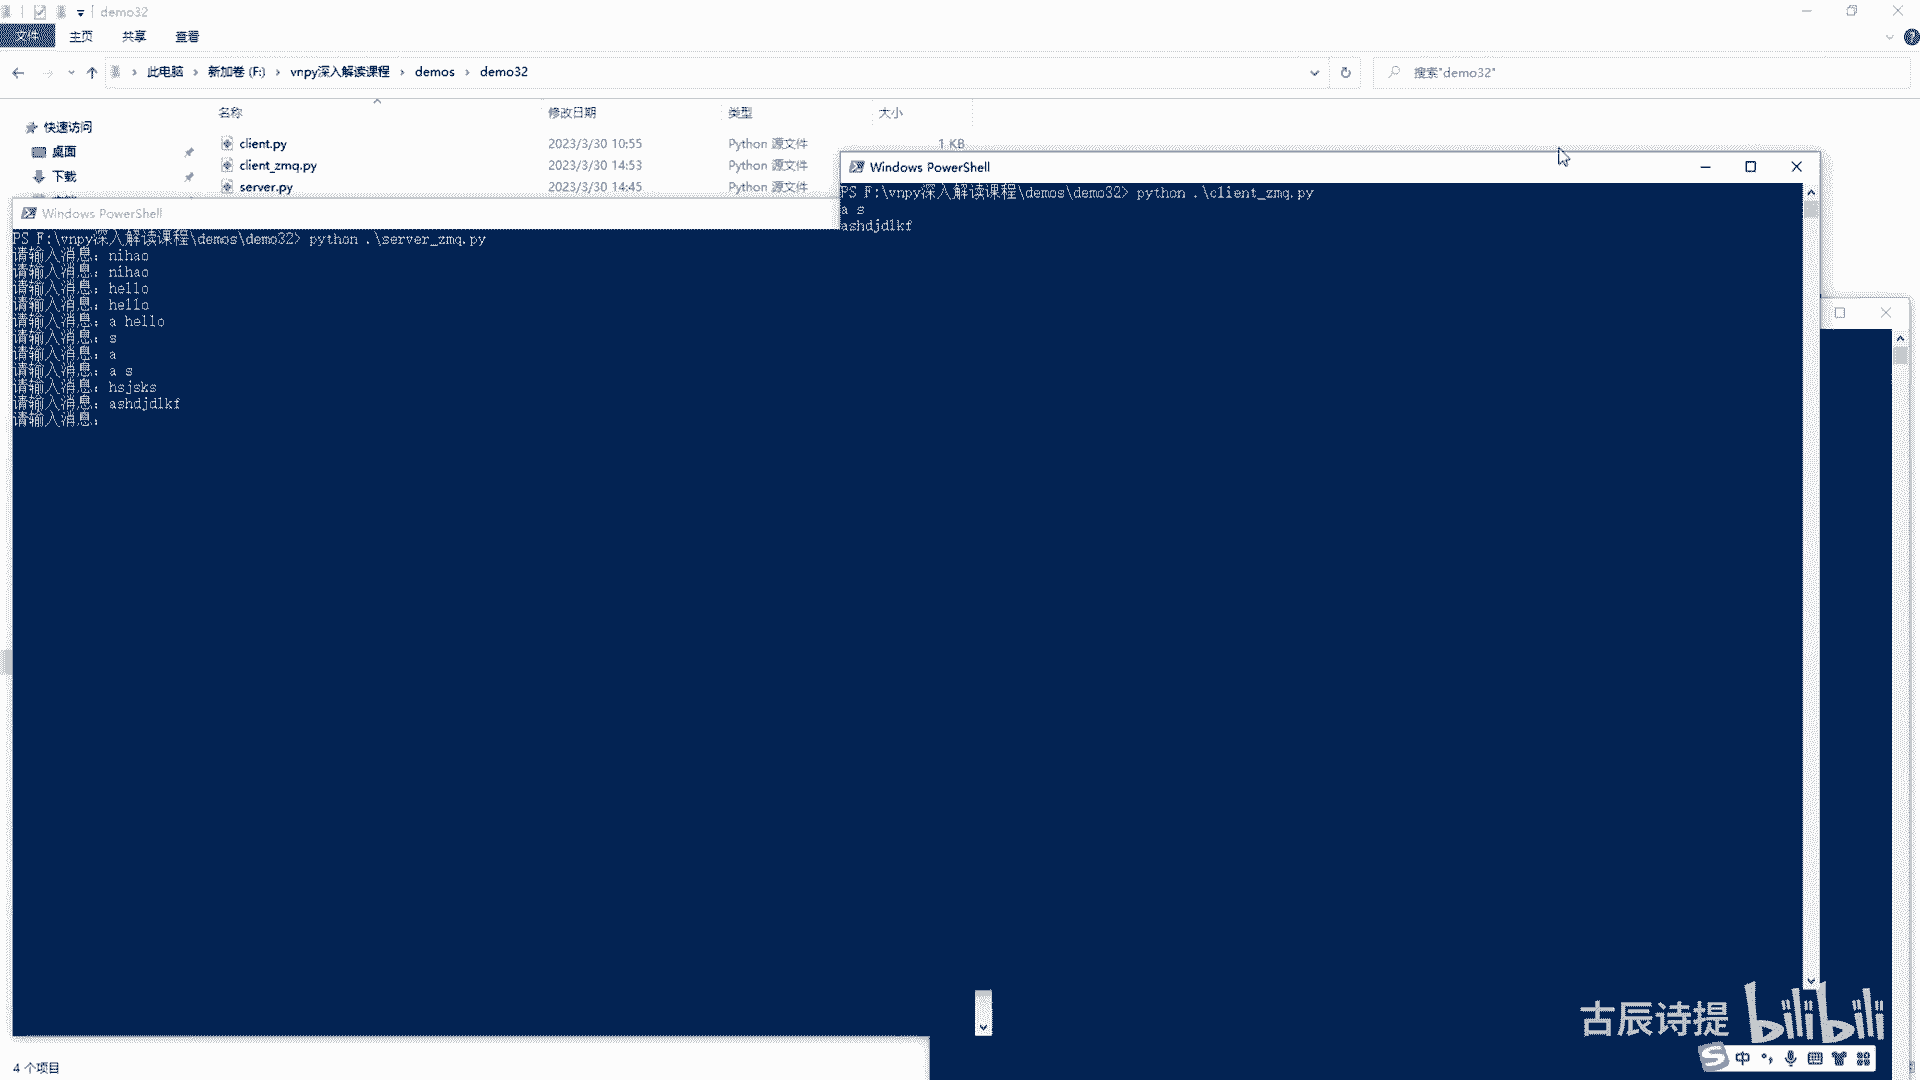 demo32
文件 主页 共享 查看
此电脑 › 新加卷 (F:) › vnpy深入解读课程 › demos › demo32
搜索"demo32"
名称 修改日期 类型 大小
快速访问
桌面
下载
client.py 2023/3/30 10:55 Python 源文件 1 KB
client_zmq.py 2023/3/30 14:53 Python 源文件
server.py 2023/3/30 14:45 Python 源文件
Windows PowerShell
PS F:\vnpy深入解读课程\demos\demo32> python .\client_zmq.py
a s
ashdjdlkf
Windows PowerShell
PS F:\vnpy深入解读课程\demos\demo32> python .\server_zmq.py
请输入消息: nihao
请输入消息: nihao
请输入消息: hello
请输入消息: hello
请输入消息: a hello
请输入消息: s
请输入消息: a
请输入消息: a s
请输入消息: hsjsks
请输入消息: ashdjdlkf
请输入消息:
古辰诗提 bilibili
中
4 个项目